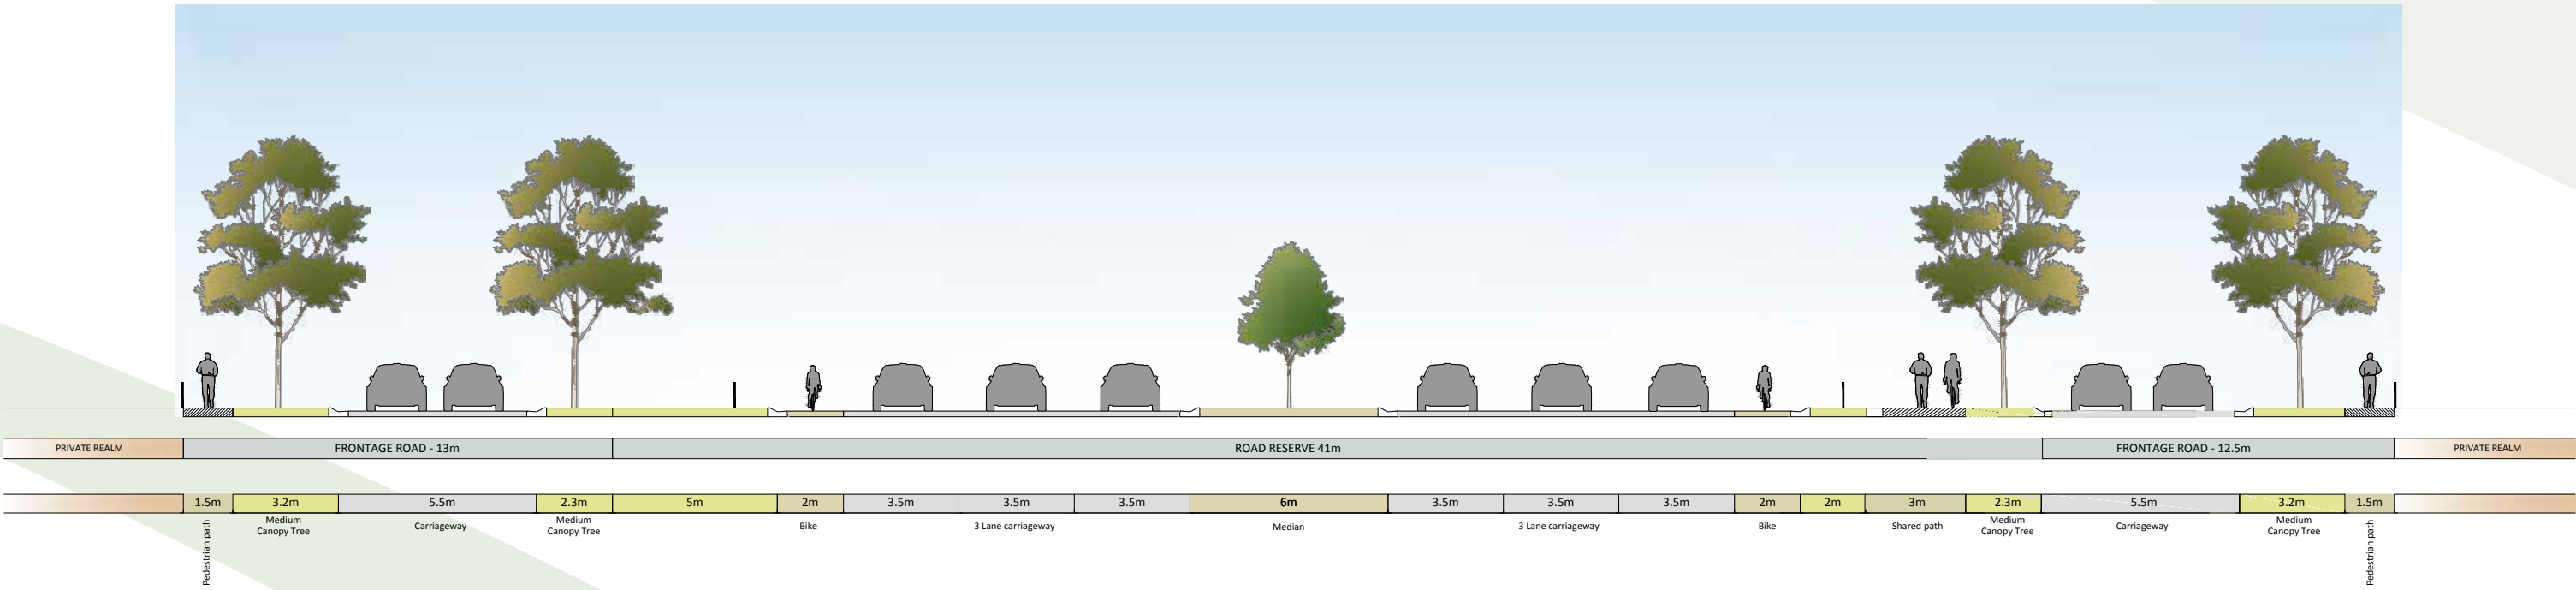 PRIVATE REALM
FRONTAGE ROAD - 13m
ROAD RESERVE 41m
FRONTAGE ROAD - 12.5m
PRIVATE REALM
1.5m
3.2m
5.5m
2.3m
5m
2m
3.5m
3.5m
3.5m
6m
3.5m
3.5m
3.5m
2m
2m
3m
2.3m
5.5m
3.2m
1.5m
Pedestrian path
Medium
Canopy Tree
Carriageway
Medium
Canopy Tree
Bike
3 Lane carriageway
Median
3 Lane carriageway
Bike
Shared path
Medium
Canopy Tree
Carriageway
Medium
Canopy Tree
Pedestrian path